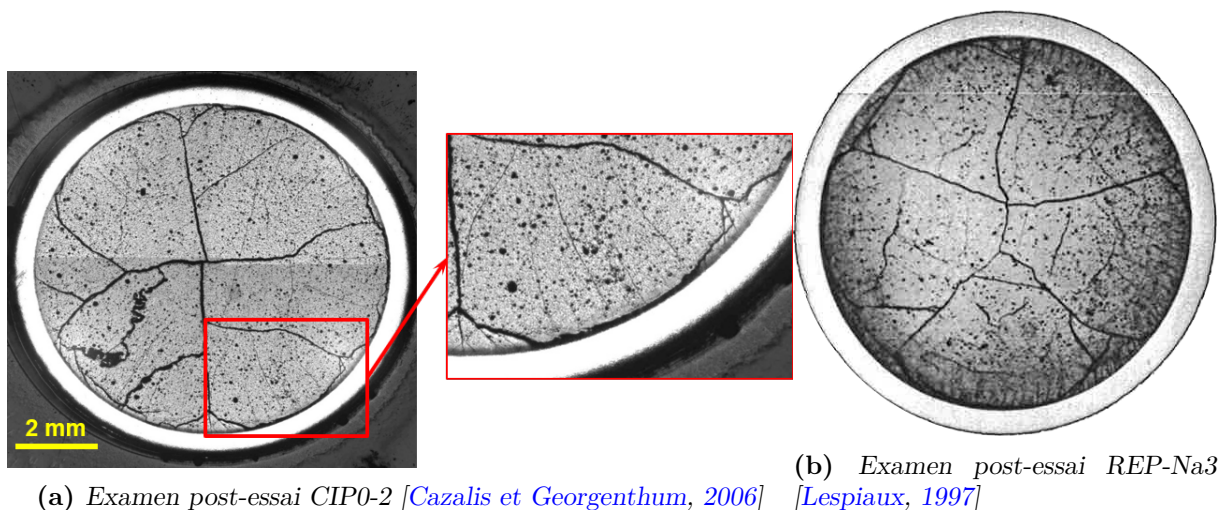 2 mm
(a) Examen post-essai CIP0-2 [Cazalis et Georgenthum, 2006]
(b) Examen post-essai REP-Na3
[Lespiaux, 1997]